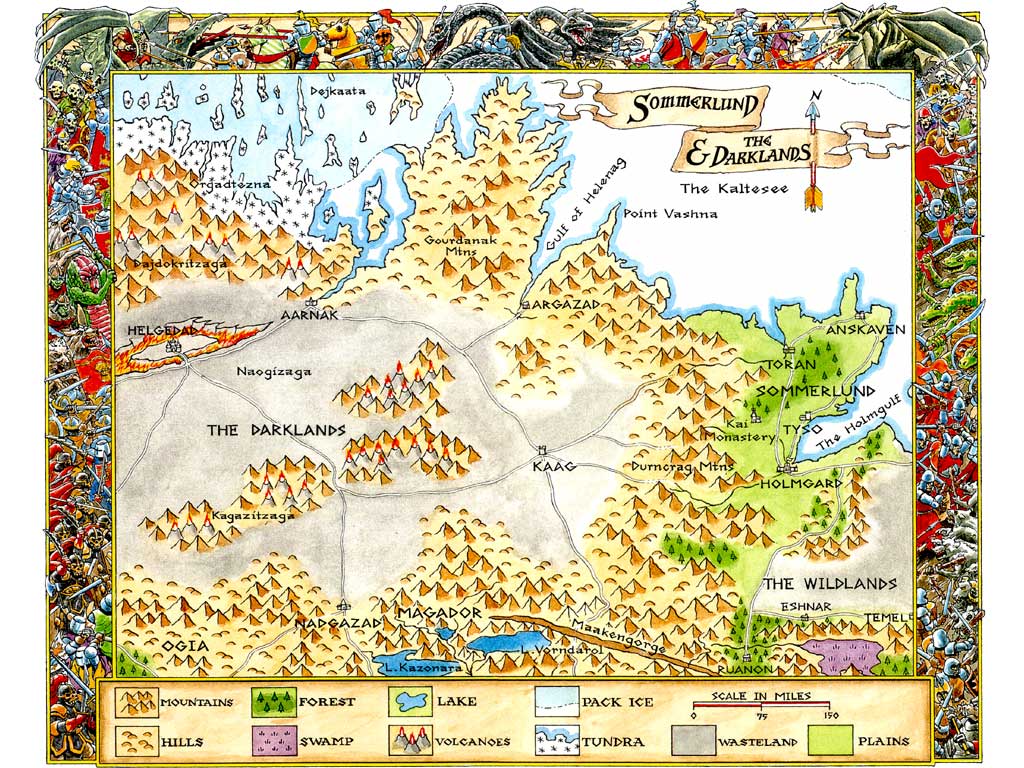 Dejkaata
SOMMERLUND
& THE DARKLANDS
N
The Kaltesee
Orgadtezna
Gulf of Helenag
Point Vashna
Gourdanak
Mtns
Dajdokritzaga
ARGAZAD
AARNAK
HELGEDAD
ANSKAVEN
TORAN
Naogizaga
SOMMERLUND
THE DARKLANDS
Kai
Monastery
TYSO
The Holmgulf
KAAG
Durncrag Mtns
HOLMGARD
Kagazitzaga
THE WILDLANDS
ESHNAR
NADGAZAD
MAGADOR
TEMELE
Maakengorge
OGIA
L.Vorndarol
L.Kazonara
RUANON
MOUNTAINS
FOREST
LAKE
PACK ICE
SCALE IN MILES
0 75 150
HILLS
SWAMP
VOLCANOES
TUNDRA
WASTELAND
PLAINS